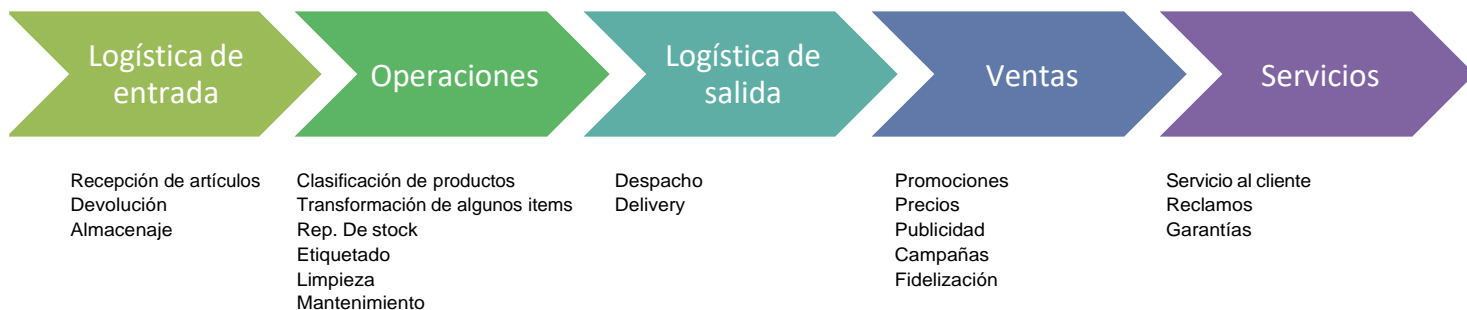 Logística de
entrada
Operaciones
Logística de
salida
Ventas
Servicios
Recepción de artículos
Devolución
Almacenaje
Clasificación de productos
Transformación de algunos items
Rep. De stock
Etiquetado
Limpieza
Mantenimiento
Despacho
Delivery
Promociones
Precios
Publicidad
Campañas
Fidelización
Servicio al cliente
Reclamos
Garantías